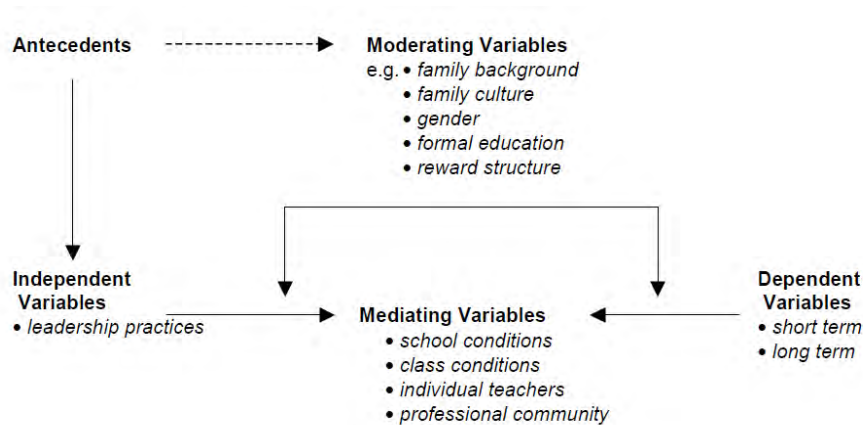 Antecedents
Moderating Variables
e.g. • family background
• family culture
• gender
• formal education
• reward structure
Independent
Variables
• leadership practices
Mediating Variables
• school conditions
• class conditions
• individual teachers
• professional community
Dependent
Variables
• short term
• long term